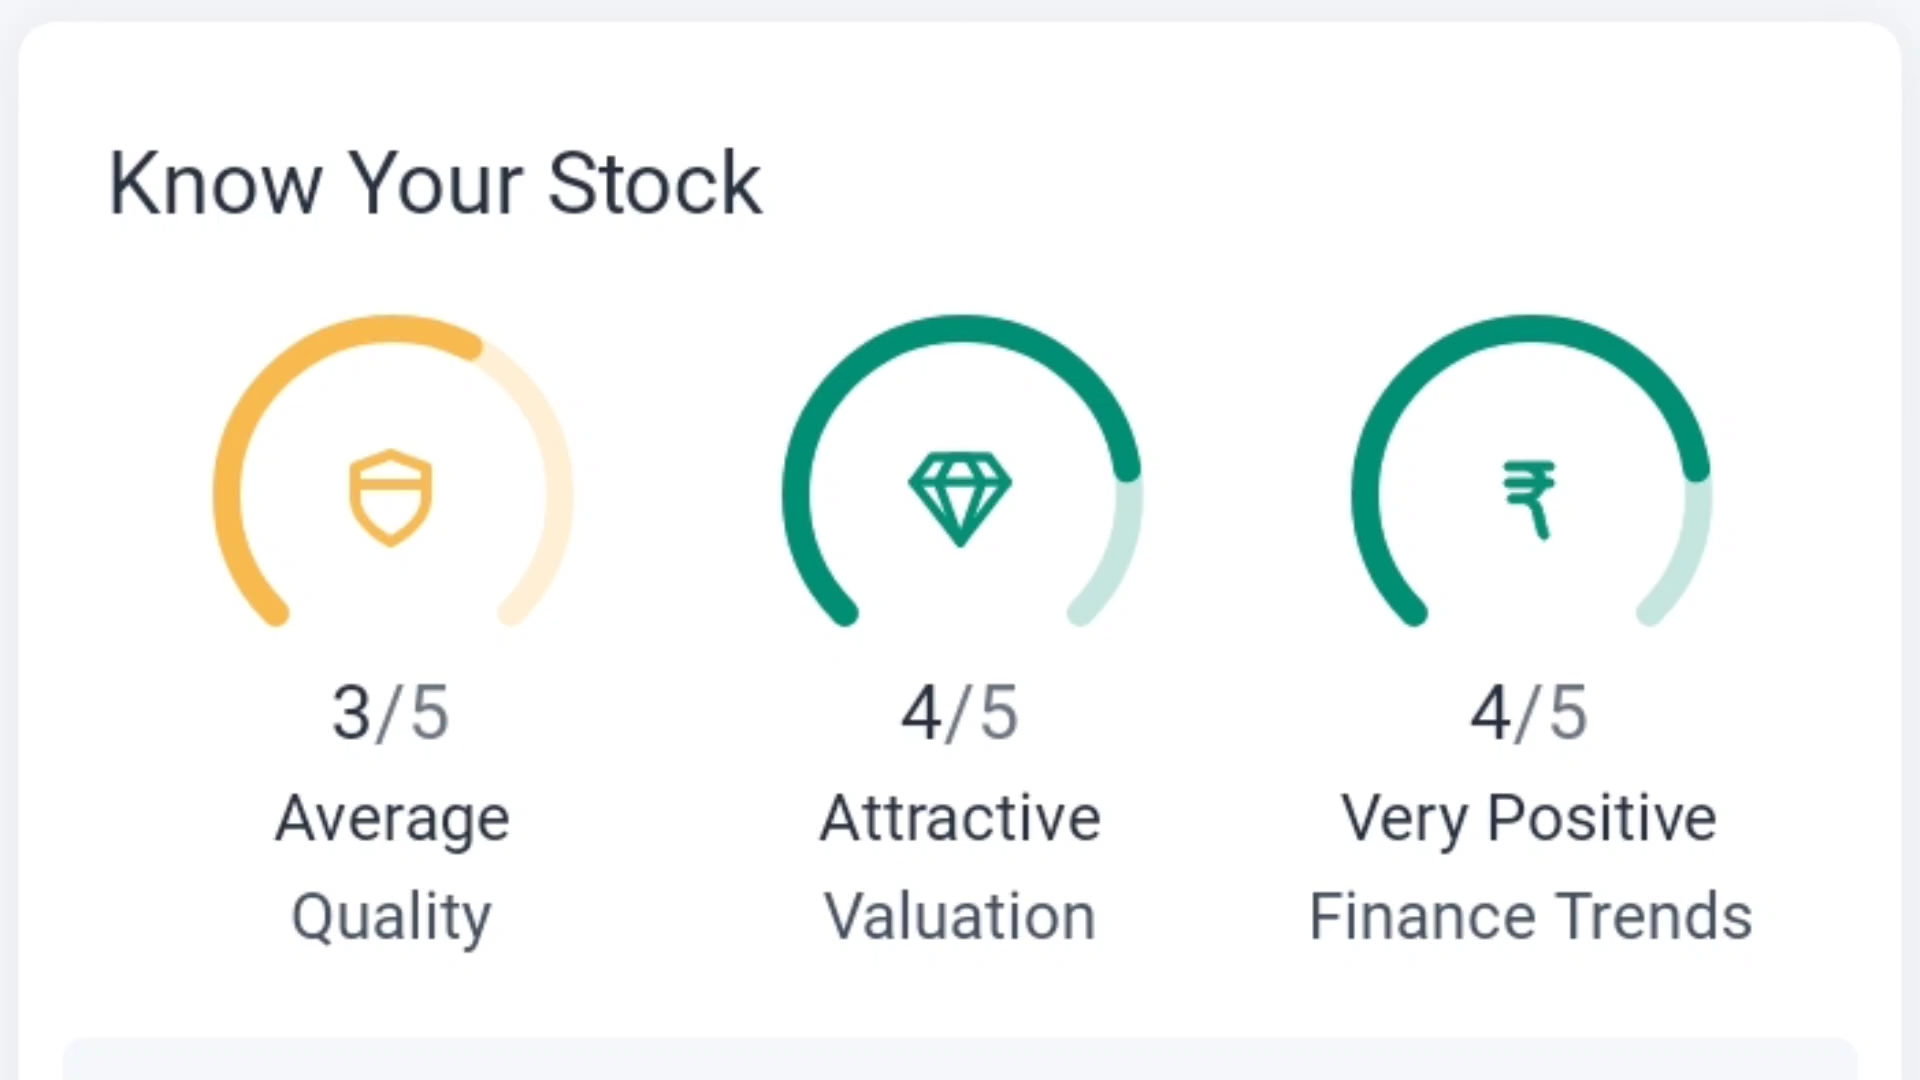 Know Your Stock
₹
3/5 4/5 4/5
Average Attractive Very Positive
Quality Valuation Finance Trends